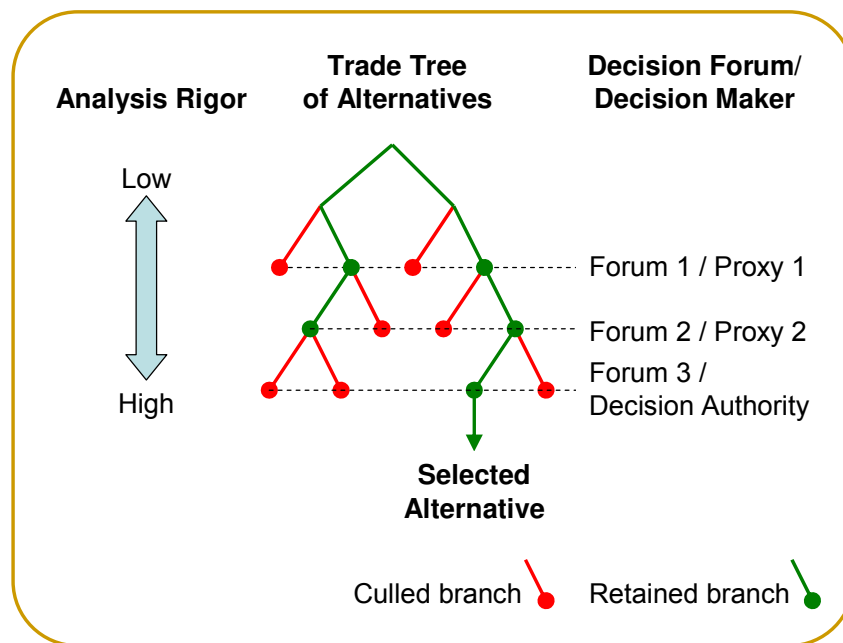 Analysis Rigor
Trade Tree
of Alternatives
Decision Forum/
Decision Maker
Low
High
Forum 1 / Proxy 1
Forum 2 / Proxy 2
Forum 3 /
Decision Authority
Selected
Alternative
Culled branch
Retained branch